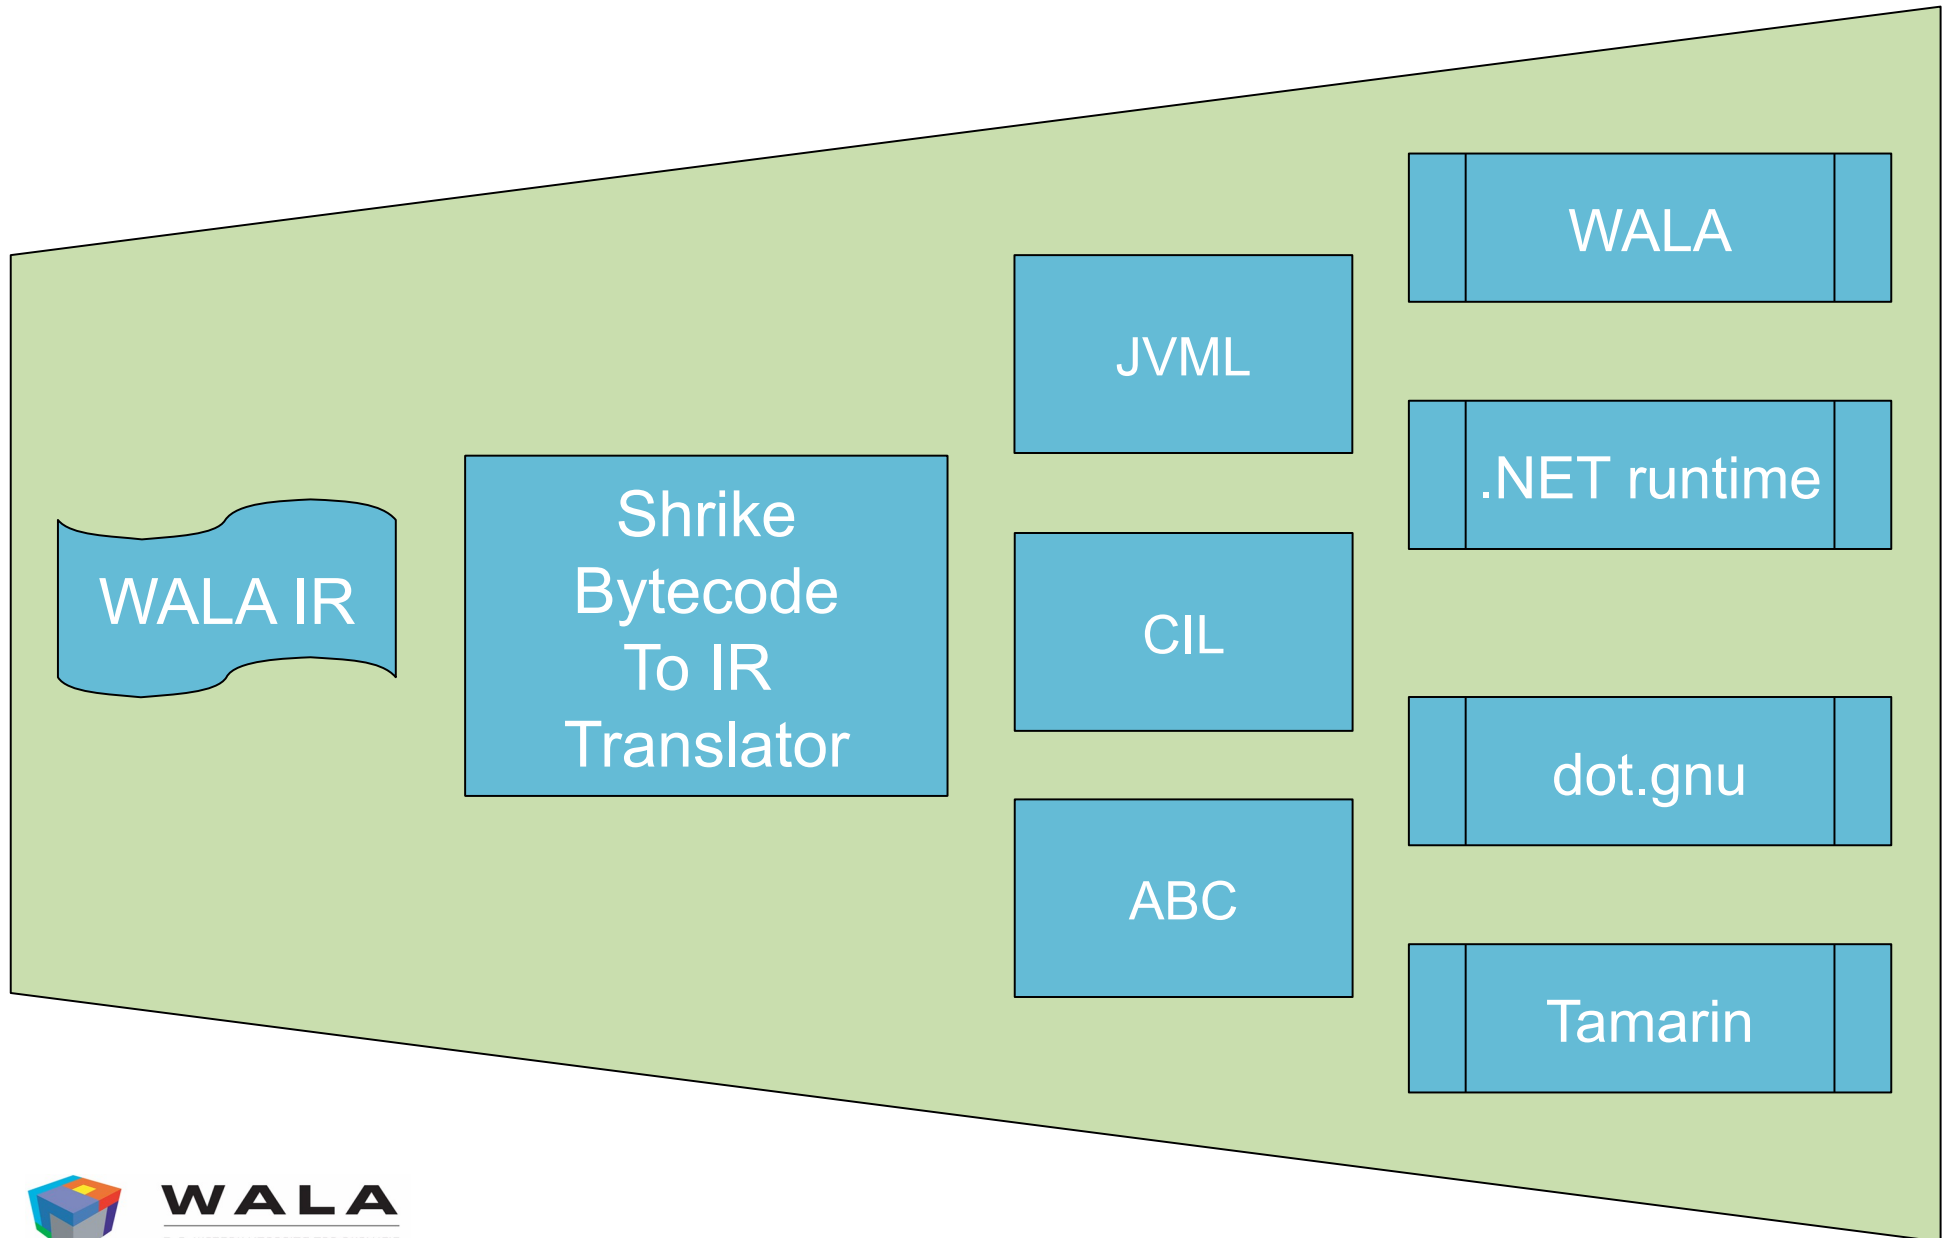 WALA IR
Shrike
Bytecode
To IR
Translator
JVML
CIL
ABC
WALA
.NET runtime
dot.gnu
Tamarin
WALA